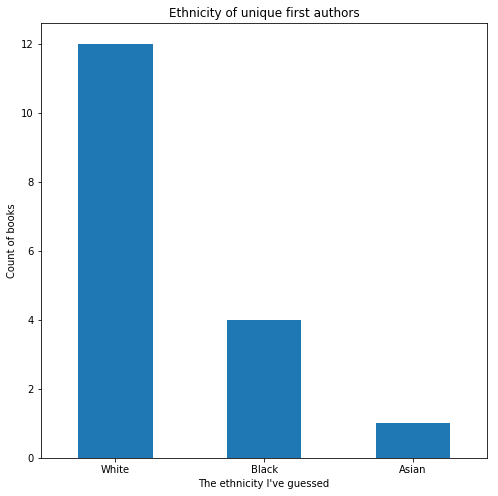 Ethnicity of unique first authors
12
10
8
6
4
2
0
Count of books
White Black Asian
The ethnicity I've guessed